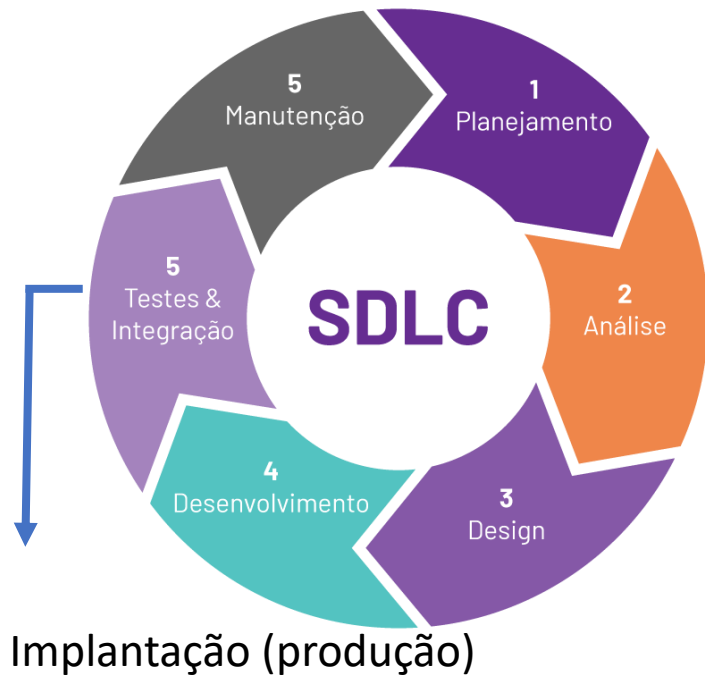 1
Planejamento
2
Análise
3
Design
4
Desenvolvimento
5
Testes &
Integração
5
Manutenção
SDLC
Implantação (produção)